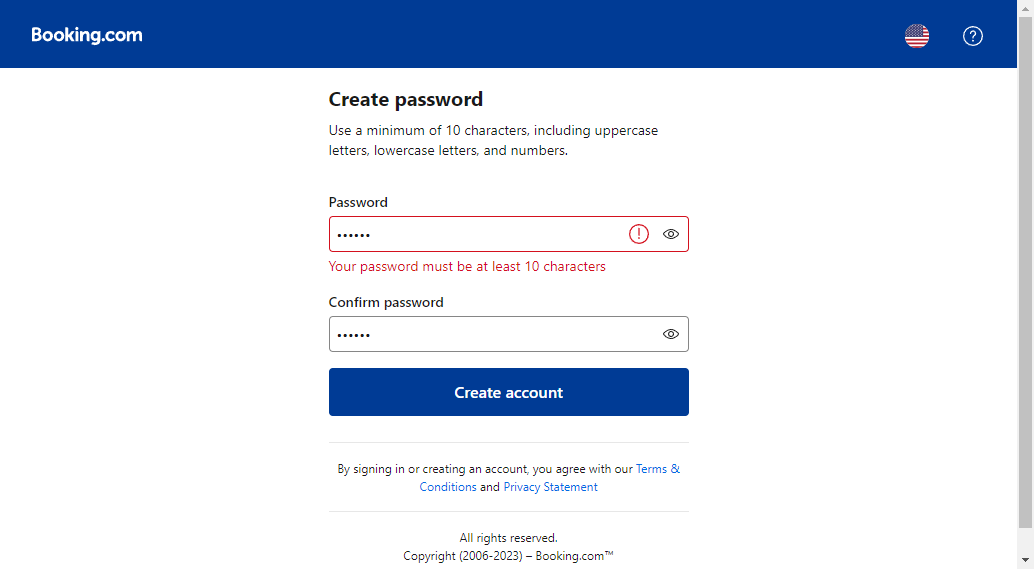 Booking.com
Create password
Use a minimum of 10 characters, including uppercase
letters, lowercase letters, and numbers.
Password
••••••
Your password must be at least 10 characters
Confirm password
••••••
Create account
By signing in or creating an account, you agree with our Terms &
Conditions and Privacy Statement
All rights reserved.
Copyright (2006-2023) – Booking.com™